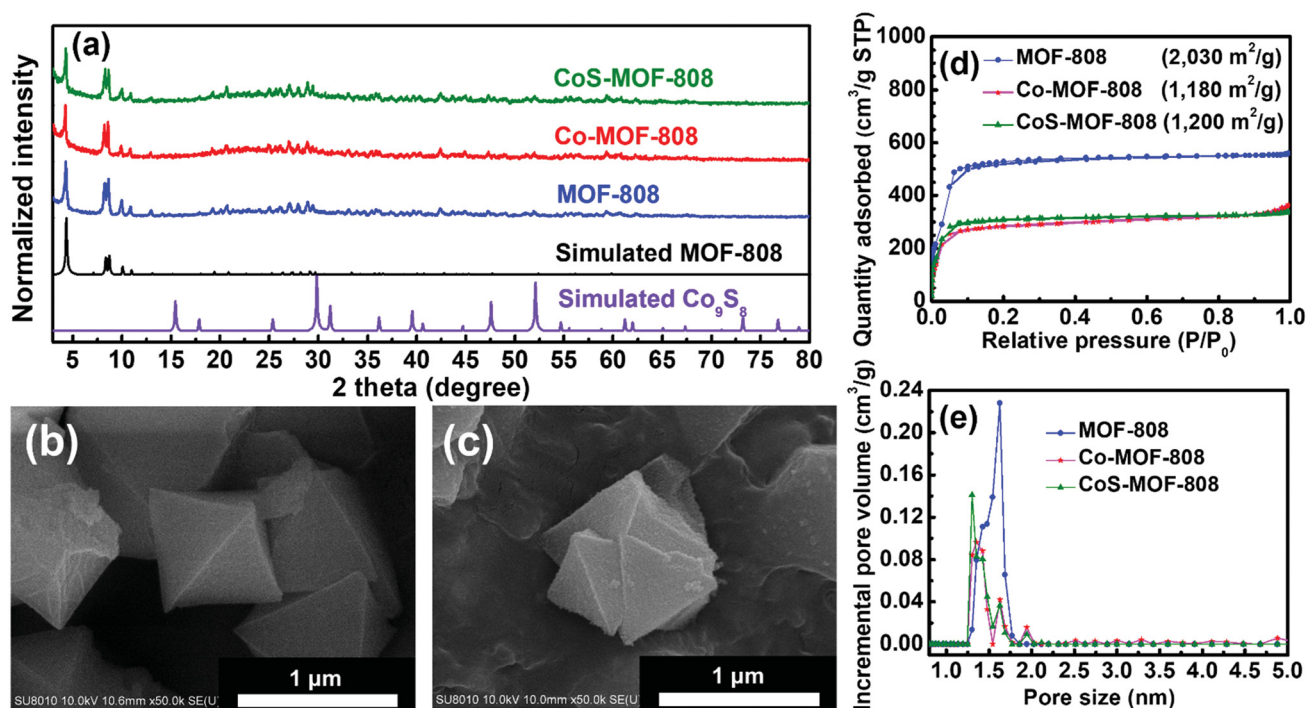 (a)
CoS-MOF-808
Co-MOF-808
MOF-808
Simulated MOF-808
Simulated Co₉S₈
Normalized intensity
5 10 15 20 25 30 35 40 45 50 55 60 65 70 75 80
2 theta (degree)
(b)
1 µm
SU8010 10.0kV 10.6mm x50.0k SE(U)
(c)
1 µm
SU8010 10.0kV 10.0mm x50.0k SE(U)
(d)
MOF-808 (2,030 m²/g)
Co-MOF-808 (1,180 m²/g)
CoS-MOF-808 (1,200 m²/g)
Quantity adsorbed (cm³/g STP)
1000
800
600
400
200
0
0.0 0.2 0.4 0.6 0.8 1.0
Relative pressure (P/P₀)
(e)
MOF-808
Co-MOF-808
CoS-MOF-808
Incremental pore volume (cm³/g)
0.24
0.20
0.16
0.12
0.08
0.04
0.00
1.0 1.5 2.0 2.5 3.0 3.5 4.0 4.5 5.0
Pore size (nm)